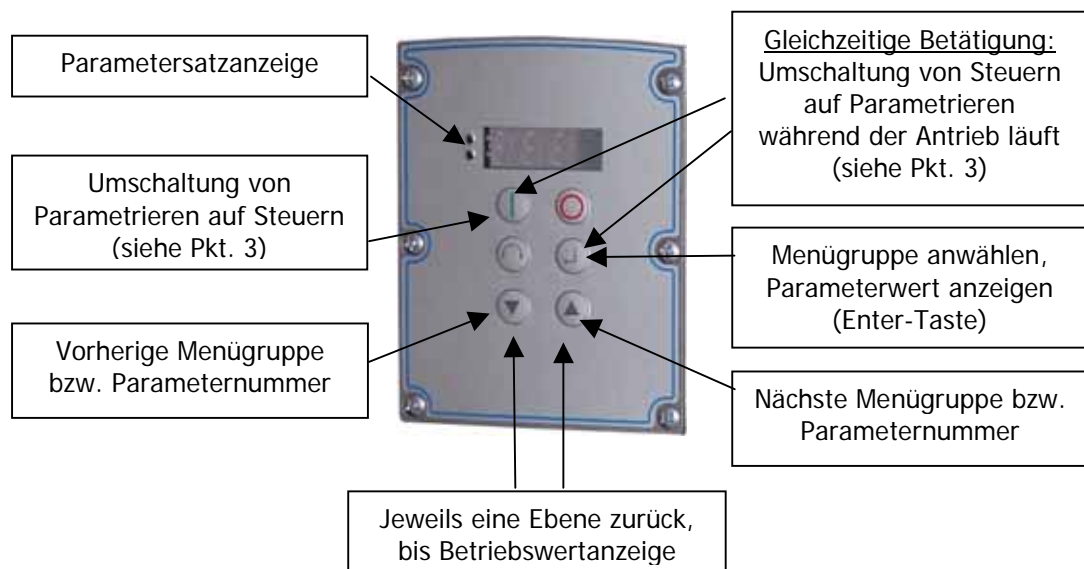 Parametersatzanzeige
Umschaltung von
Parametrieren auf Steuern
(siehe Pkt. 3)
Vorherige Menügruppe
bzw. Parameternummer
Gleichzeitige Betätigung:
Umschaltung von Steuern
auf Parametrieren
während der Antrieb läuft
(siehe Pkt. 3)
Menügruppe anwählen,
Parameterwert anzeigen
(Enter-Taste)
Nächste Menügruppe bzw.
Parameternummer
Jeweils eine Ebene zurück,
bis Betriebswertanzeige